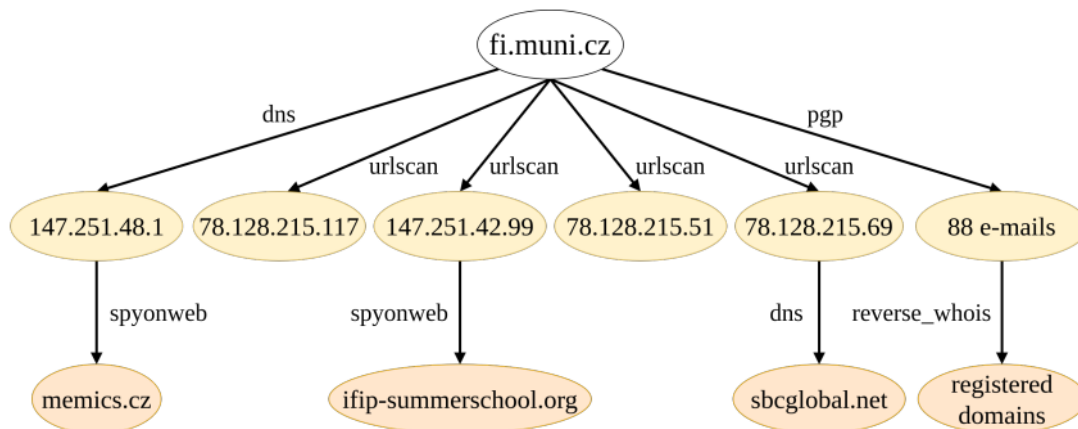 fi.muni.cz
dns
pgp
urlscan
urlscan
urlscan
urlscan
147.251.48.1
78.128.215.117
147.251.42.99
78.128.215.51
78.128.215.69
88 e-mails
spyonweb
spyonweb
dns
reverse_whois
memics.cz
ifip-summerschool.org
sbcglobal.net
registered
domains